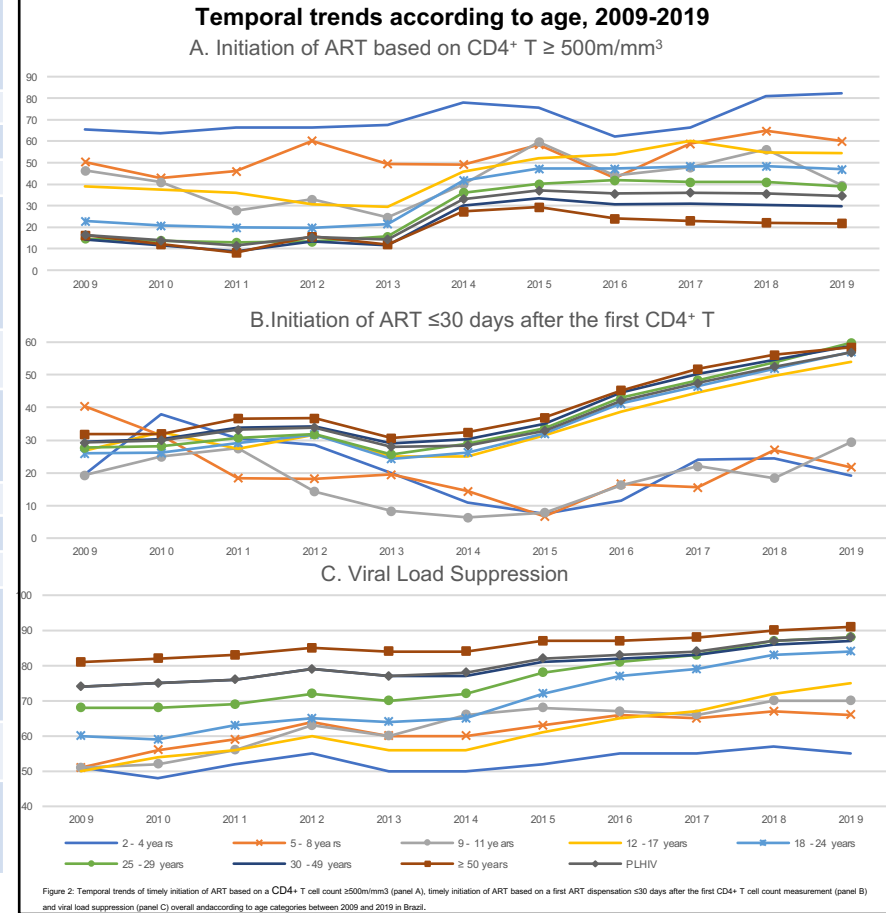 Temporal trends according to age, 2009-2019
A. Initiation of ART based on CD4⁺ T ≥ 500m/mm³
90
80
70
60
50
40
30
20
10
0
2009 2010 2011 2012 2013 2014 2015 2016 2017 2018 2019
B.Initiation of ART ≤30 days after the first CD4⁺ T
60
50
40
30
20
10
0
2009 2010 2011 2012 2013 2014 2015 2016 2017 2018 2019
C. Viral Load Suppression
100
90
80
70
60
50
40
2009 2010 2011 2012 2013 2014 2015 2016 2017 2018 2019
2 - 4 years 5 - 8 years 9 - 11 years 12 - 17 years 18 - 24 years
25 - 29 years 30 - 49 years ≥ 50 years PLHIV
Figure 2: Temporal trends of timely initiation of ART based on a CD4+ T cell count ≥500m/mm3 (panel A), timely initiation of ART based on a first ART dispensation ≤30 days after the first CD4+ T cell count measurement (panel B)
and viral load suppression (panel C) overall andaccording to age categories between 2009 and 2019 in Brazil.